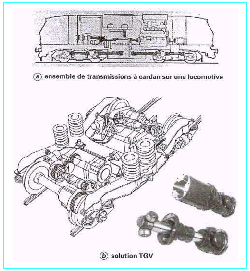 a ensemble de transmissions à cardan sur une locomotive
b solution TGV